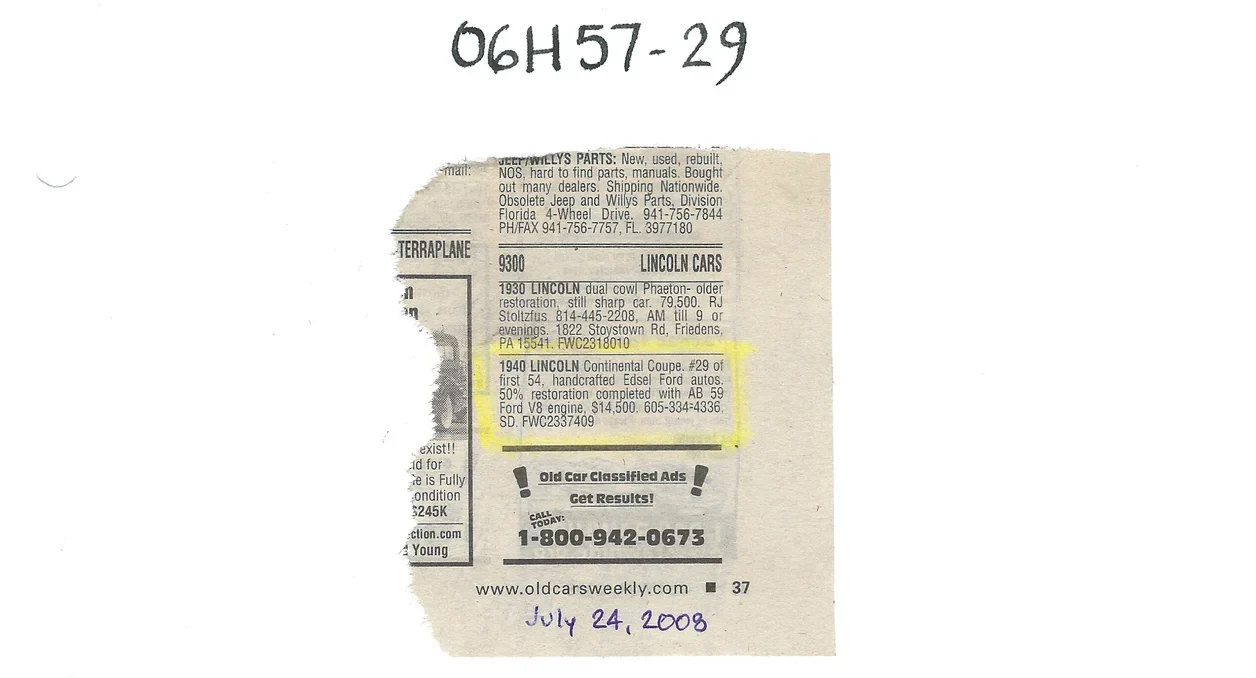 06H57-29
mail:
-TERRAPLANE
n
en
exist!!
id for
e is Fully
ondition
$245K
ction.com
Young
JEEP/WILLYS PARTS: New, used, rebuilt,
NOS, hard to find parts, manuals. Bought
out many dealers. Shipping Nationwide.
Obsolete Jeep and Willys Parts, Division
Florida 4-Wheel Drive. 941-756-7844
PH/FAX 941-756-7757, FL. 3977180
9300 LINCOLN CARS
1930 LINCOLN dual cowl Phaeton- older
restoration, still sharp car. 79,500. RJ
Stoltzfus 814-445-2208, AM till 9 or
evenings. 1822 Stoystown Rd, Friedens,
PA 15541. FWC2318010
1940 LINCOLN Continental Coupe. #29 of
first 54, handcrafted Edsel Ford autos.
50% restoration completed with AB 59
Ford V8 engine, $14,500. 605-334-4336,
SD. FWC2337409
! Old Car Classified Ads !
Get Results!
CALL
TODAY:
1-800-942-0673
www.oldcarsweekly.com ■ 37
July 24, 2008